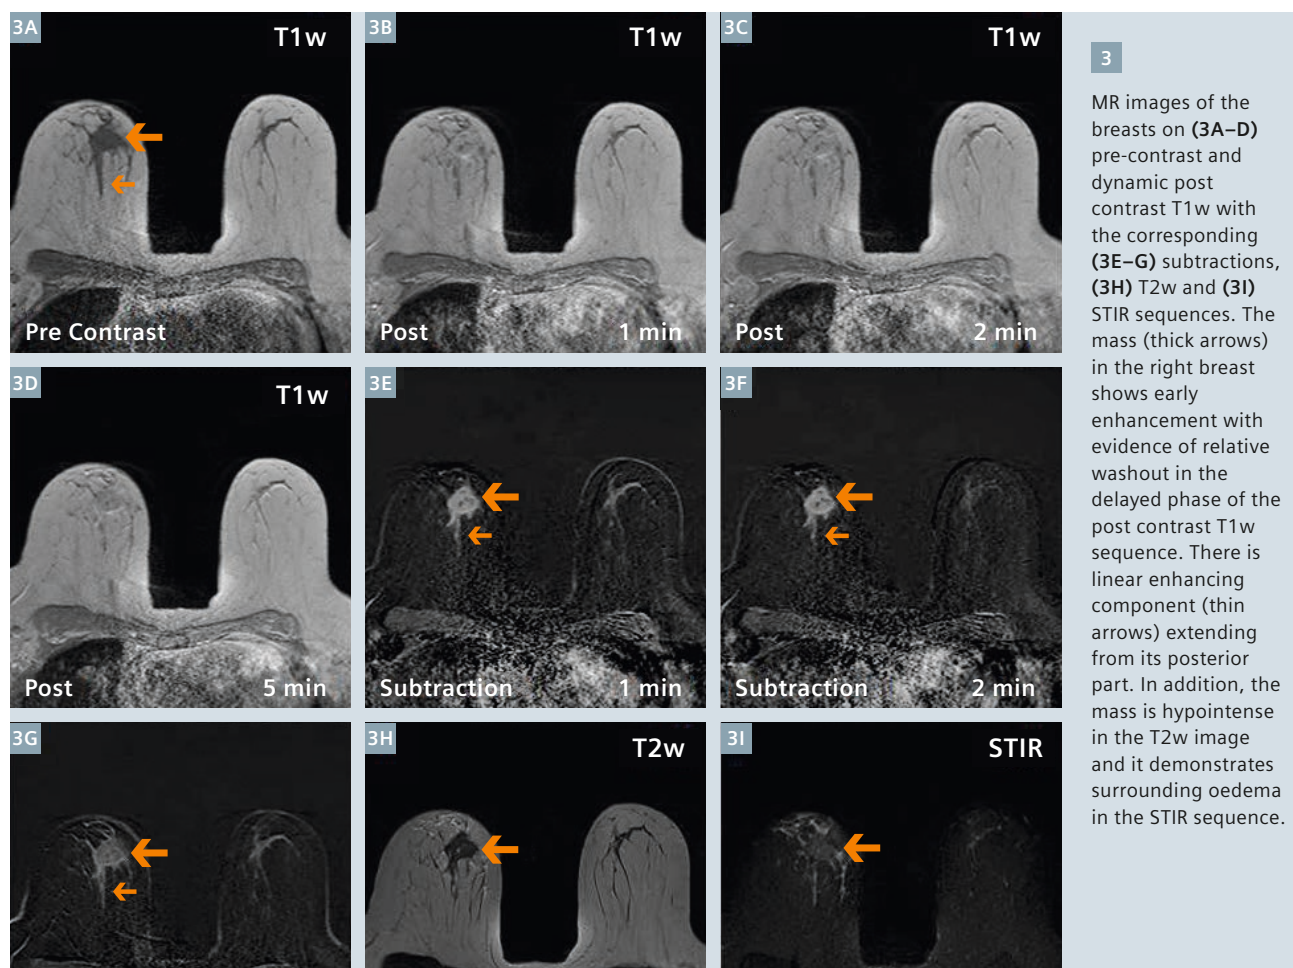 3A
T1w
Pre Contrast
3B
T1w
Post
1 min
3C
T1w
Post
2 min
3D
T1w
Post
5 min
3E
Subtraction
1 min
3F
Subtraction
2 min
3G
3H
T2w
3I
STIR
3
MR images of the
breasts on (3A–D)
pre-contrast and
dynamic post
contrast T1w with
the corresponding
(3E–G) subtractions,
(3H) T2w and (3I)
STIR sequences. The
mass (thick arrows)
in the right breast
shows early
enhancement with
evidence of relative
washout in the
delayed phase of the
post contrast T1w
sequence. There is
linear enhancing
component (thin
arrows) extending
from its posterior
part. In addition, the
mass is hypointense
in the T2w image
and it demonstrates
surrounding oedema
in the STIR sequence.